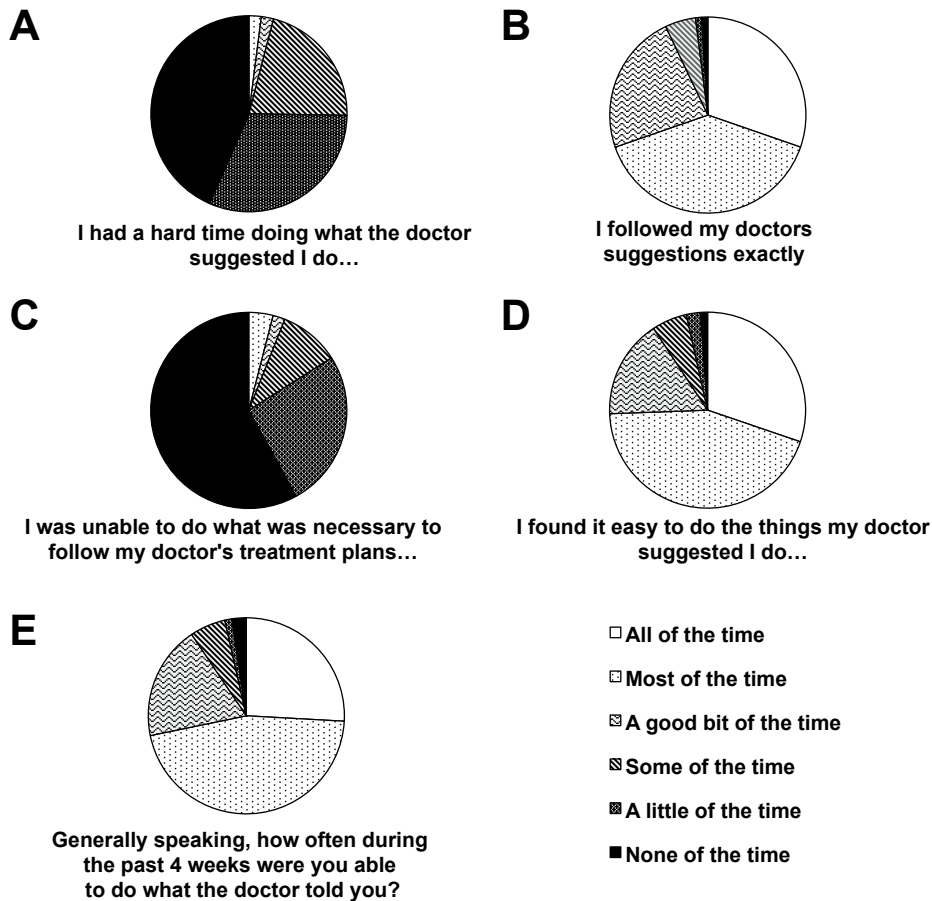 A
I had a hard time doing what the doctor
suggested I do…
B
I followed my doctors
suggestions exactly
C
I was unable to do what was necessary to
follow my doctor's treatment plans…
D
I found it easy to do the things my doctor
suggested I do…
E
Generally speaking, how often during
the past 4 weeks were you able
to do what the doctor told you?
All of the time
Most of the time
A good bit of the time
Some of the time
A little of the time
None of the time